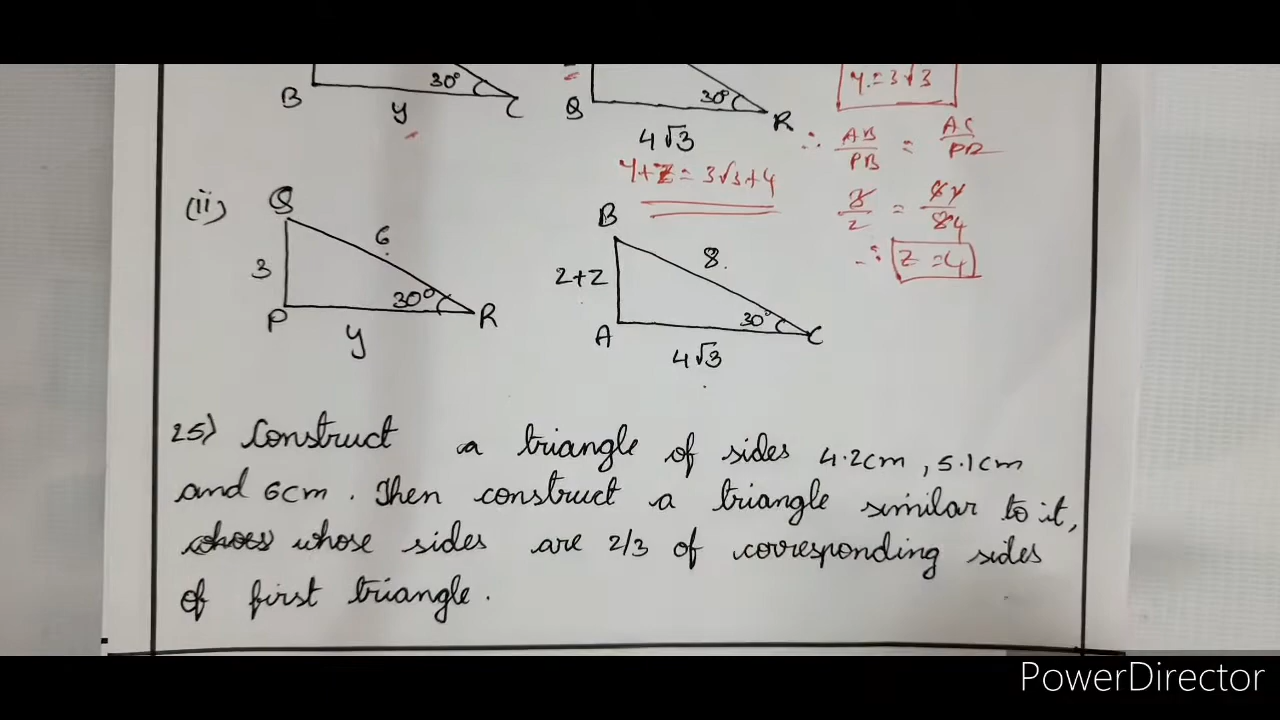 30°
B
y
C
30°
Q
R
4√3
y = 3√3
∴ AB/PB = AC/PR
y+z = 3√3+4
(ii)
Q
6
3
30°
P
R
y
B
8
2+2
30°
A
C
4√3
∴ z = 4
25) Construct a triangle of sides 4.2cm, 5.1cm
and 6cm. Then construct a triangle similar to it,
whose sides are 2/3 of corresponding sides
of first triangle.
PowerDirector